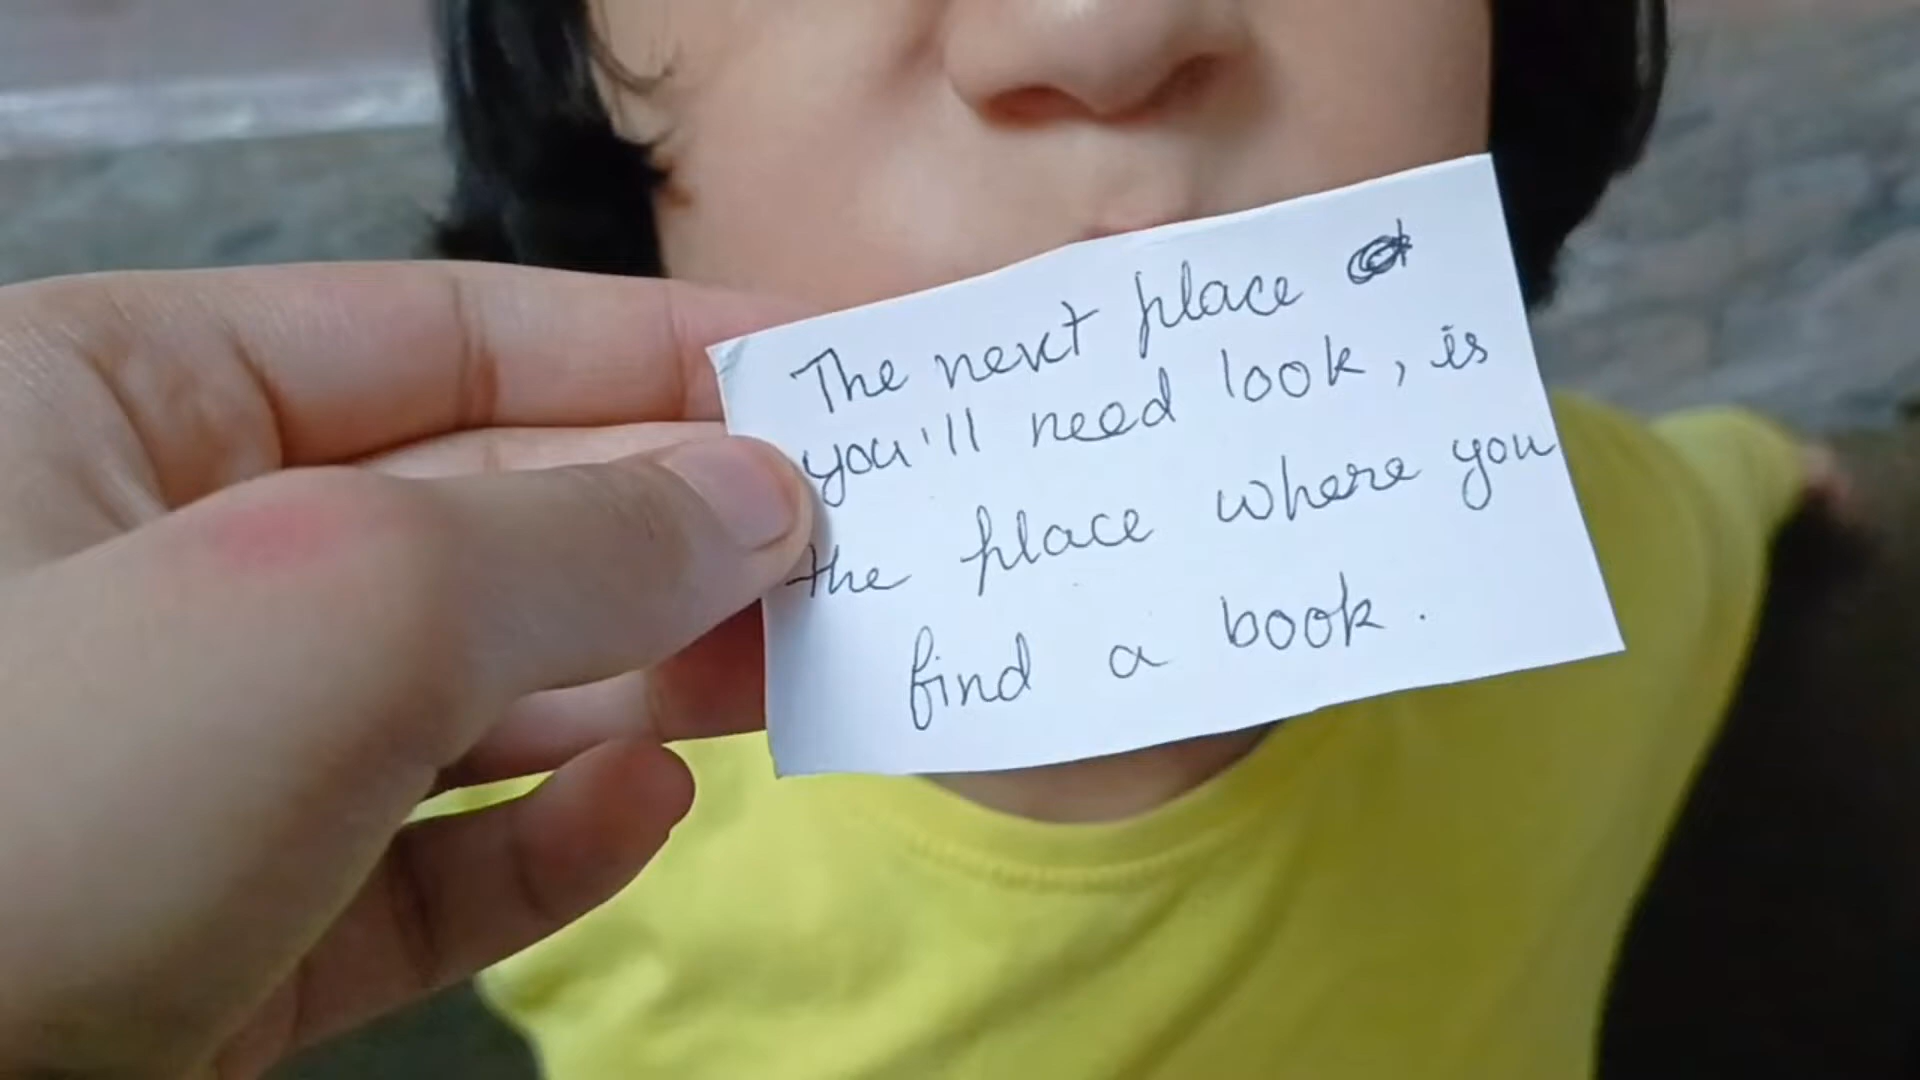 The next place
you'll need look, is
the place where you
find a book.